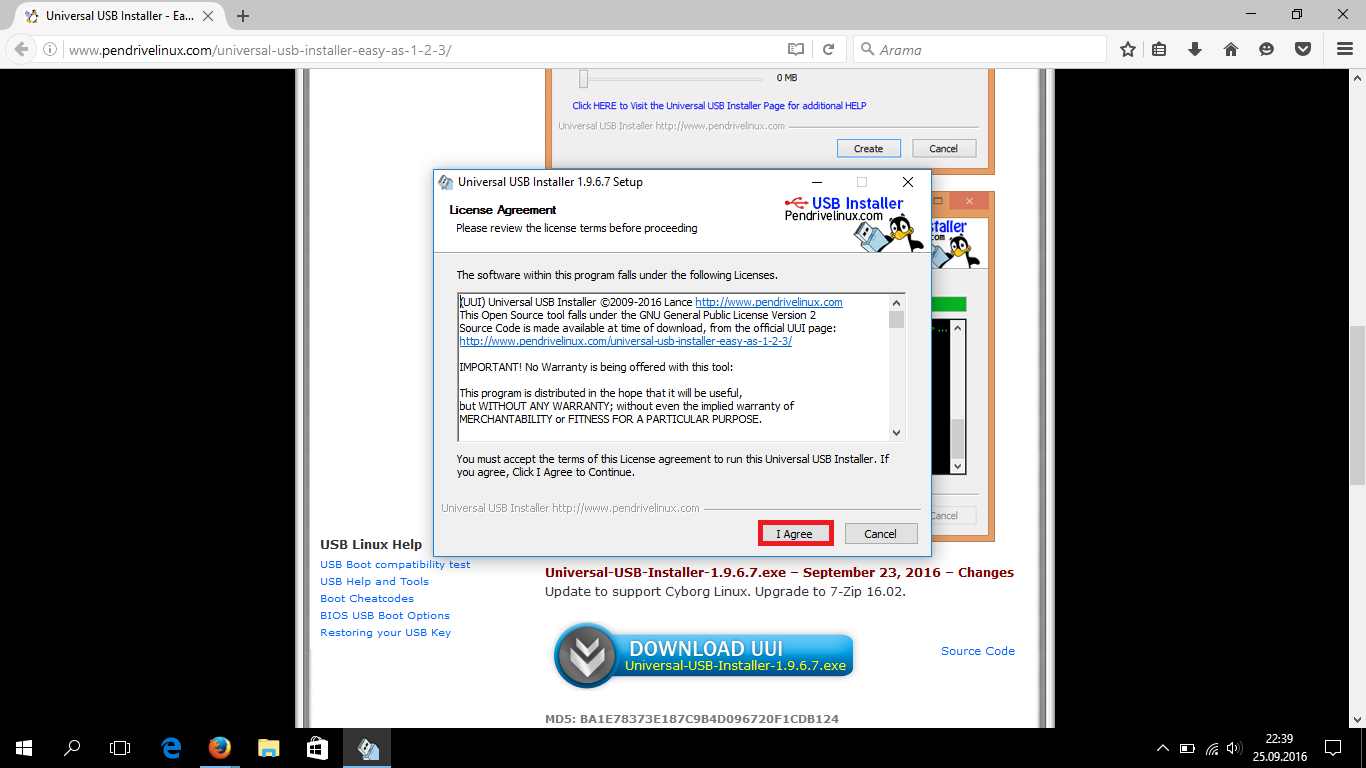 Universal USB Installer - Ea...
www.pendrivelinux.com/universal-usb-installer-easy-as-1-2-3/
Arama
0 MB
Click HERE to Visit the Universal USB Installer Page for additional HELP
Universal USB Installer http://www.pendrivelinux.com
Create
Cancel
Universal USB Installer 1.9.6.7 Setup
License Agreement
Please review the license terms before proceeding
USB Installer
Pendrivelinux.com
The software within this program falls under the following Licenses.
(UUI) Universal USB Installer ©2009-2016 Lance http://www.pendrivelinux.com
This Open Source tool falls under the GNU General Public License Version 2
Source Code is made available at time of download, from the official UUI page:
http://www.pendrivelinux.com/universal-usb-installer-easy-as-1-2-3/
IMPORTANT! No Warranty is being offered with this tool:
This program is distributed in the hope that it will be useful,
but WITHOUT ANY WARRANTY; without even the implied warranty of
MERCHANTABILITY or FITNESS FOR A PARTICULAR PURPOSE.
You must accept the terms of this License agreement to run this Universal USB Installer. If
you agree, Click I Agree to Continue.
Universal USB Installer http://www.pendrivelinux.com
I Agree
Cancel
Cancel
USB Linux Help
USB Boot compatibility test
USB Help and Tools
Boot Cheatcodes
BIOS USB Boot Options
Restoring your USB Key
Universal-USB-Installer-1.9.6.7.exe – September 23, 2016 – Changes
Update to support Cyborg Linux. Upgrade to 7-Zip 16.02.
DOWNLOAD UUI
Universal-USB-Installer-1.9.6.7.exe
Source Code
MD5: BA1E78373E187C9B4D096720F1CDB124
22:39
25.09.2016